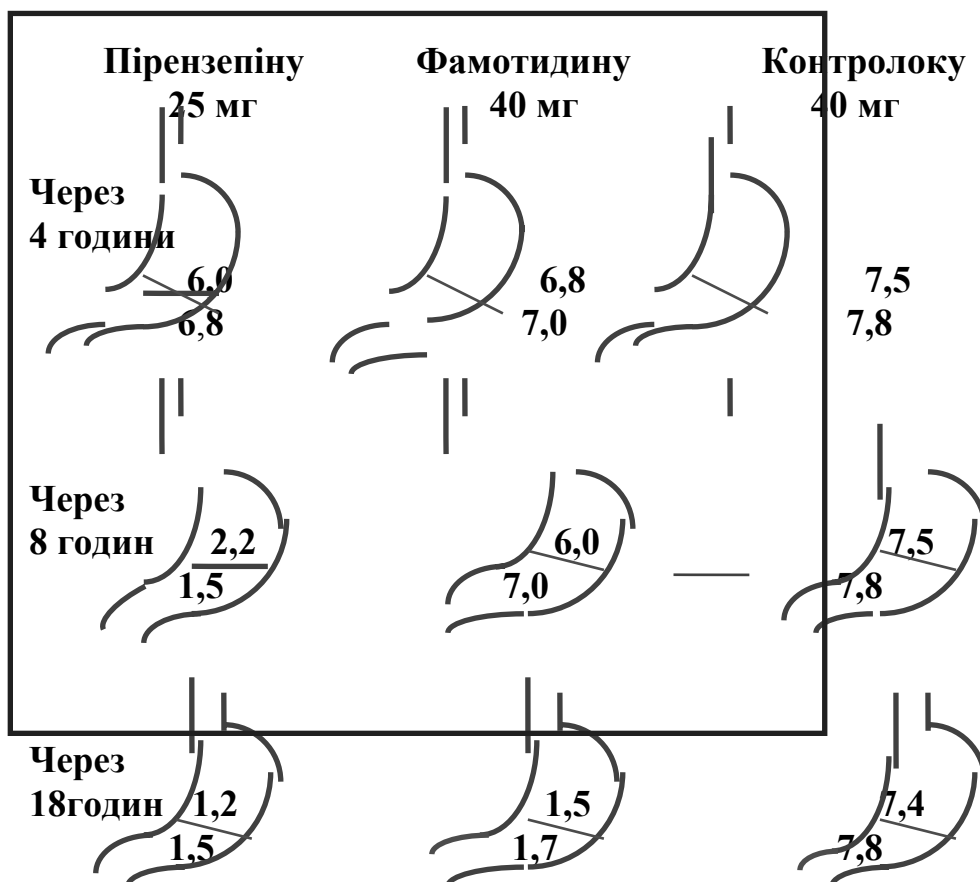 Пірензепіну Фамотидину Контролоку
25 мг 40 мг 40 мг
Через
4 години
6,0 6,8 7,5
6,8 7,0 7,8
Через
8 годин 2,2 6,0 7,5
1,5 7,0 7,8
Через
18годин 1,2 1,5 7,4
1,5 1,7 7,8